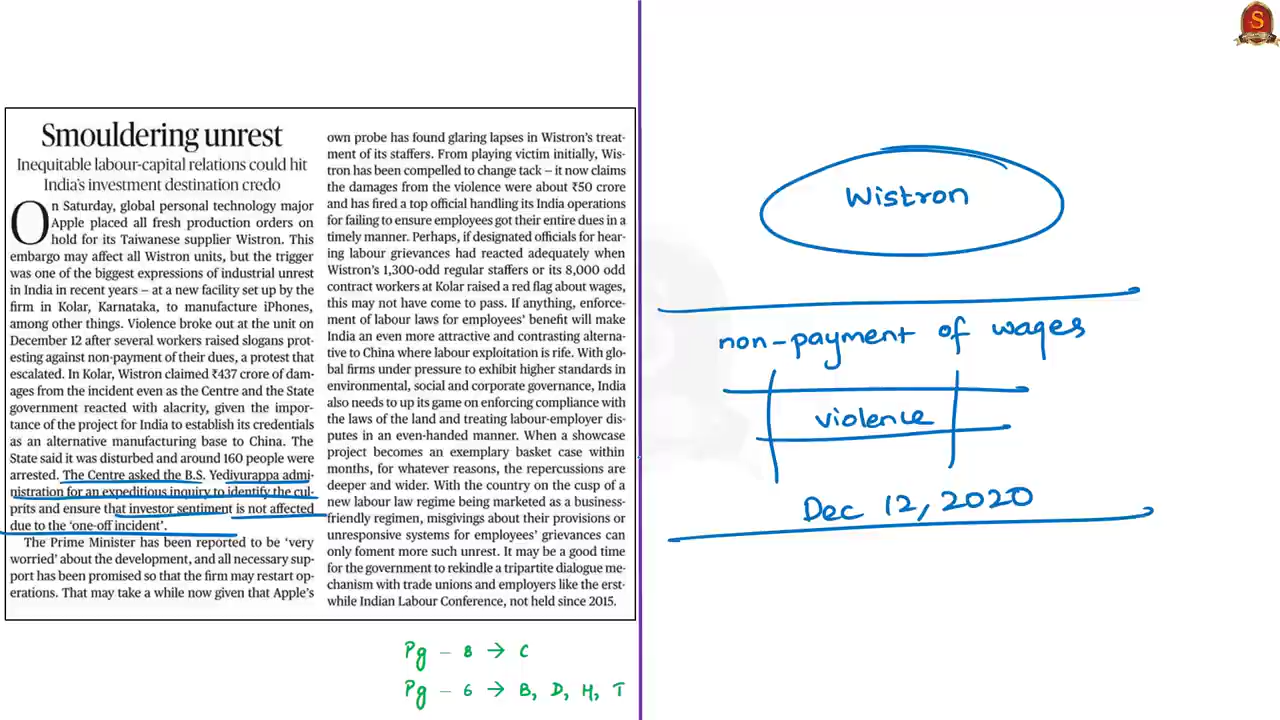 Smouldering unrest
Inequitable labour-capital relations could hit
India's investment destination credo
On Saturday, global personal technology major
Apple placed all fresh production orders on
hold for its Taiwanese supplier Wistron. This
embargo may affect all Wistron units, but the trigger
was one of the biggest expressions of industrial unrest
in India in recent years – at a new facility set up by the
firm in Kolar, Karnataka, to manufacture iPhones,
among other things. Violence broke out at the unit on
December 12 after several workers raised slogans prot-
esting against non-payment of their dues, a protest that
escalated. In Kolar, Wistron claimed ₹437 crore of dam-
ages from the incident even as the Centre and the State
government reacted with alacrity, given the impor-
tance of the project for India to establish its credentials
as an alternative manufacturing base to China. The
State said it was disturbed and around 160 people were
arrested. The Centre asked the B.S. Yediyurappa admi-
nistration for an expeditious inquiry to identify the cul-
prits and ensure that investor sentiment is not affected
due to the 'one-off incident'.
The Prime Minister has been reported to be 'very
worried' about the development, and all necessary sup-
port has been promised so that the firm may restart op-
erations. That may take a while now given that Apple's
own probe has found glaring lapses in Wistron's treat-
ment of its staffers. From playing victim initially, Wis-
tron has been compelled to change tack – it now claims
the damages from the violence were about ₹50 crore
and has fired a top official handling its India operations
for failing to ensure employees got their entire dues in a
timely manner. Perhaps, if designated officials for hear-
ing labour grievances had reacted adequately when
Wistron's 1,300-odd regular staffers or its 8,000 odd
contract workers at Kolar raised a red flag about wages,
this may not have come to pass. If anything, enforce-
ment of labour laws for employees' benefit will make
India an even more attractive and contrasting alterna-
tive to China where labour exploitation is rife. With glo-
bal firms under pressure to exhibit higher standards in
environmental, social and corporate governance, India
also needs to up its game on enforcing compliance with
the laws of the land and treating labour-employer dis-
putes in an even-handed manner. When a showcase
project becomes an exemplary basket case within
months, for whatever reasons, the repercussions are
deeper and wider. With the country on the cusp of a
new labour law regime being marketed as a business-
friendly regimen, misgivings about their provisions or
unresponsive systems for employees' grievances can
only foment more such unrest. It may be a good time
for the government to rekindle a tripartite dialogue me-
chanism with trade unions and employers like the erst-
while Indian Labour Conference, not held since 2015.
Pg – 8 → C
Pg – 6 → B, D, H, T
Wistron
non-payment of wages
violence
Dec 12, 2020
S